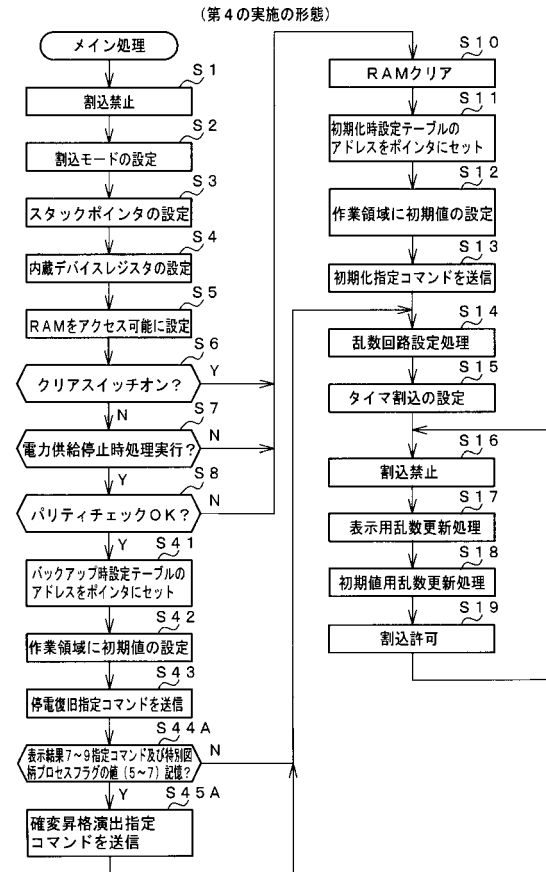 (第4の実施の形態)
メイン処理
S1
割込禁止
S2
割込モードの設定
S3
スタックポインタの設定
S4
内蔵デバイスレジスタの設定
S5
RAMをアクセス可能に設定
S6
クリアスイッチオン?
Y
N
S7
電力供給停止時処理実行?
N
Y
S8
パリティチェックOK?
N
Y
S41
バックアップ時設定テーブルの
アドレスをポインタにセット
S42
作業領域に初期値の設定
S43
停電復旧指定コマンドを送信
S44A
表示結果7~9指定コマンド及び特別図
柄プロセスフラグの値(5~7)記憶?
N
Y
S45A
確変昇格演出指定
コマンドを送信
S10
RAMクリア
S11
初期化時設定テーブルの
アドレスをポインタにセット
S12
作業領域に初期値の設定
S13
初期化指定コマンドを送信
S14
乱数回路設定処理
S15
タイマ割込の設定
S16
割込禁止
S17
表示用乱数更新処理
S18
初期値用乱数更新処理
S19
割込許可